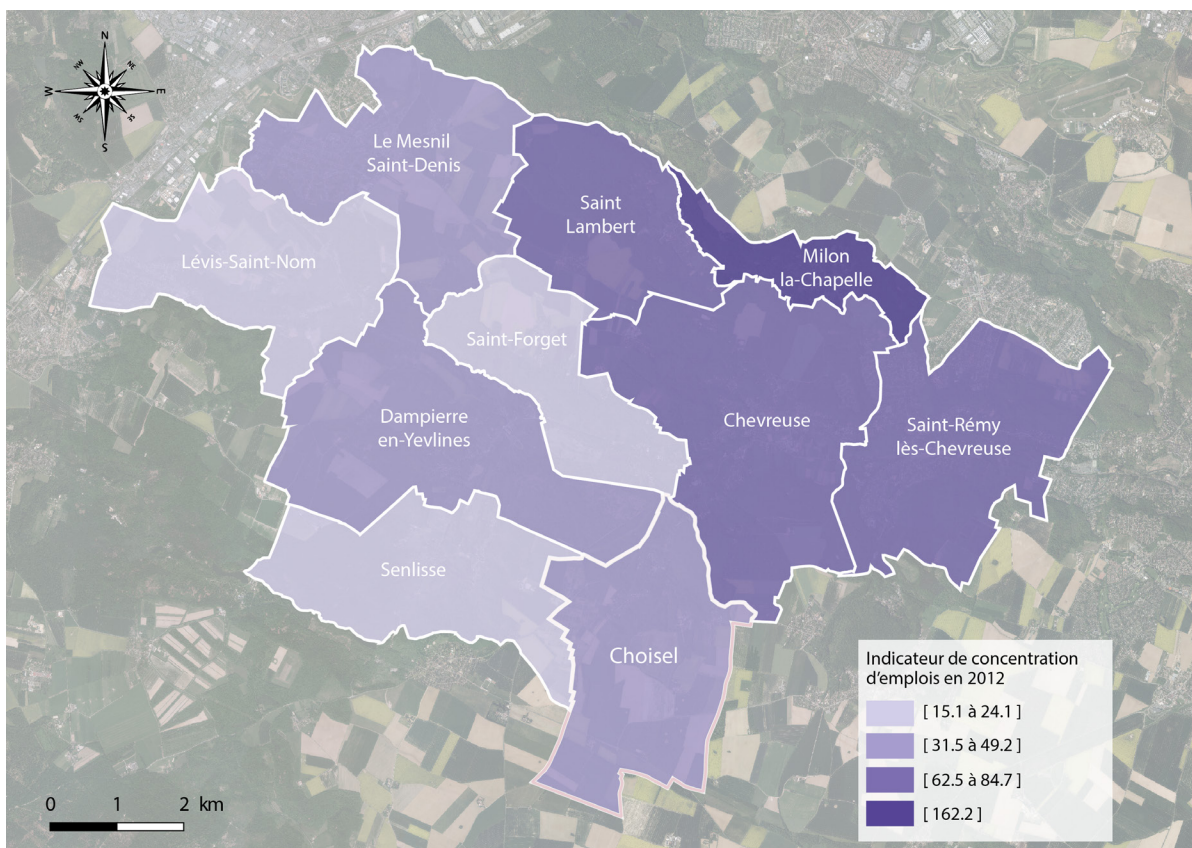 N
NW
NE
W
E
SW
SE
S
Le Mesnil
Saint-Denis
Saint
Lambert
Milon
la-Chapelle
Lévis-Saint-Nom
Saint-Forget
Dampierre
en-Yevlines
Chevreuse
Saint-Rémy
lès-Chevreuse
Senlisse
Choisel
Indicateur de concentration
d'emplois en 2012
[ 15.1 à 24.1 ]
[ 31.5 à 49.2 ]
[ 62.5 à 84.7 ]
[ 162.2 ]
0 1 2 km